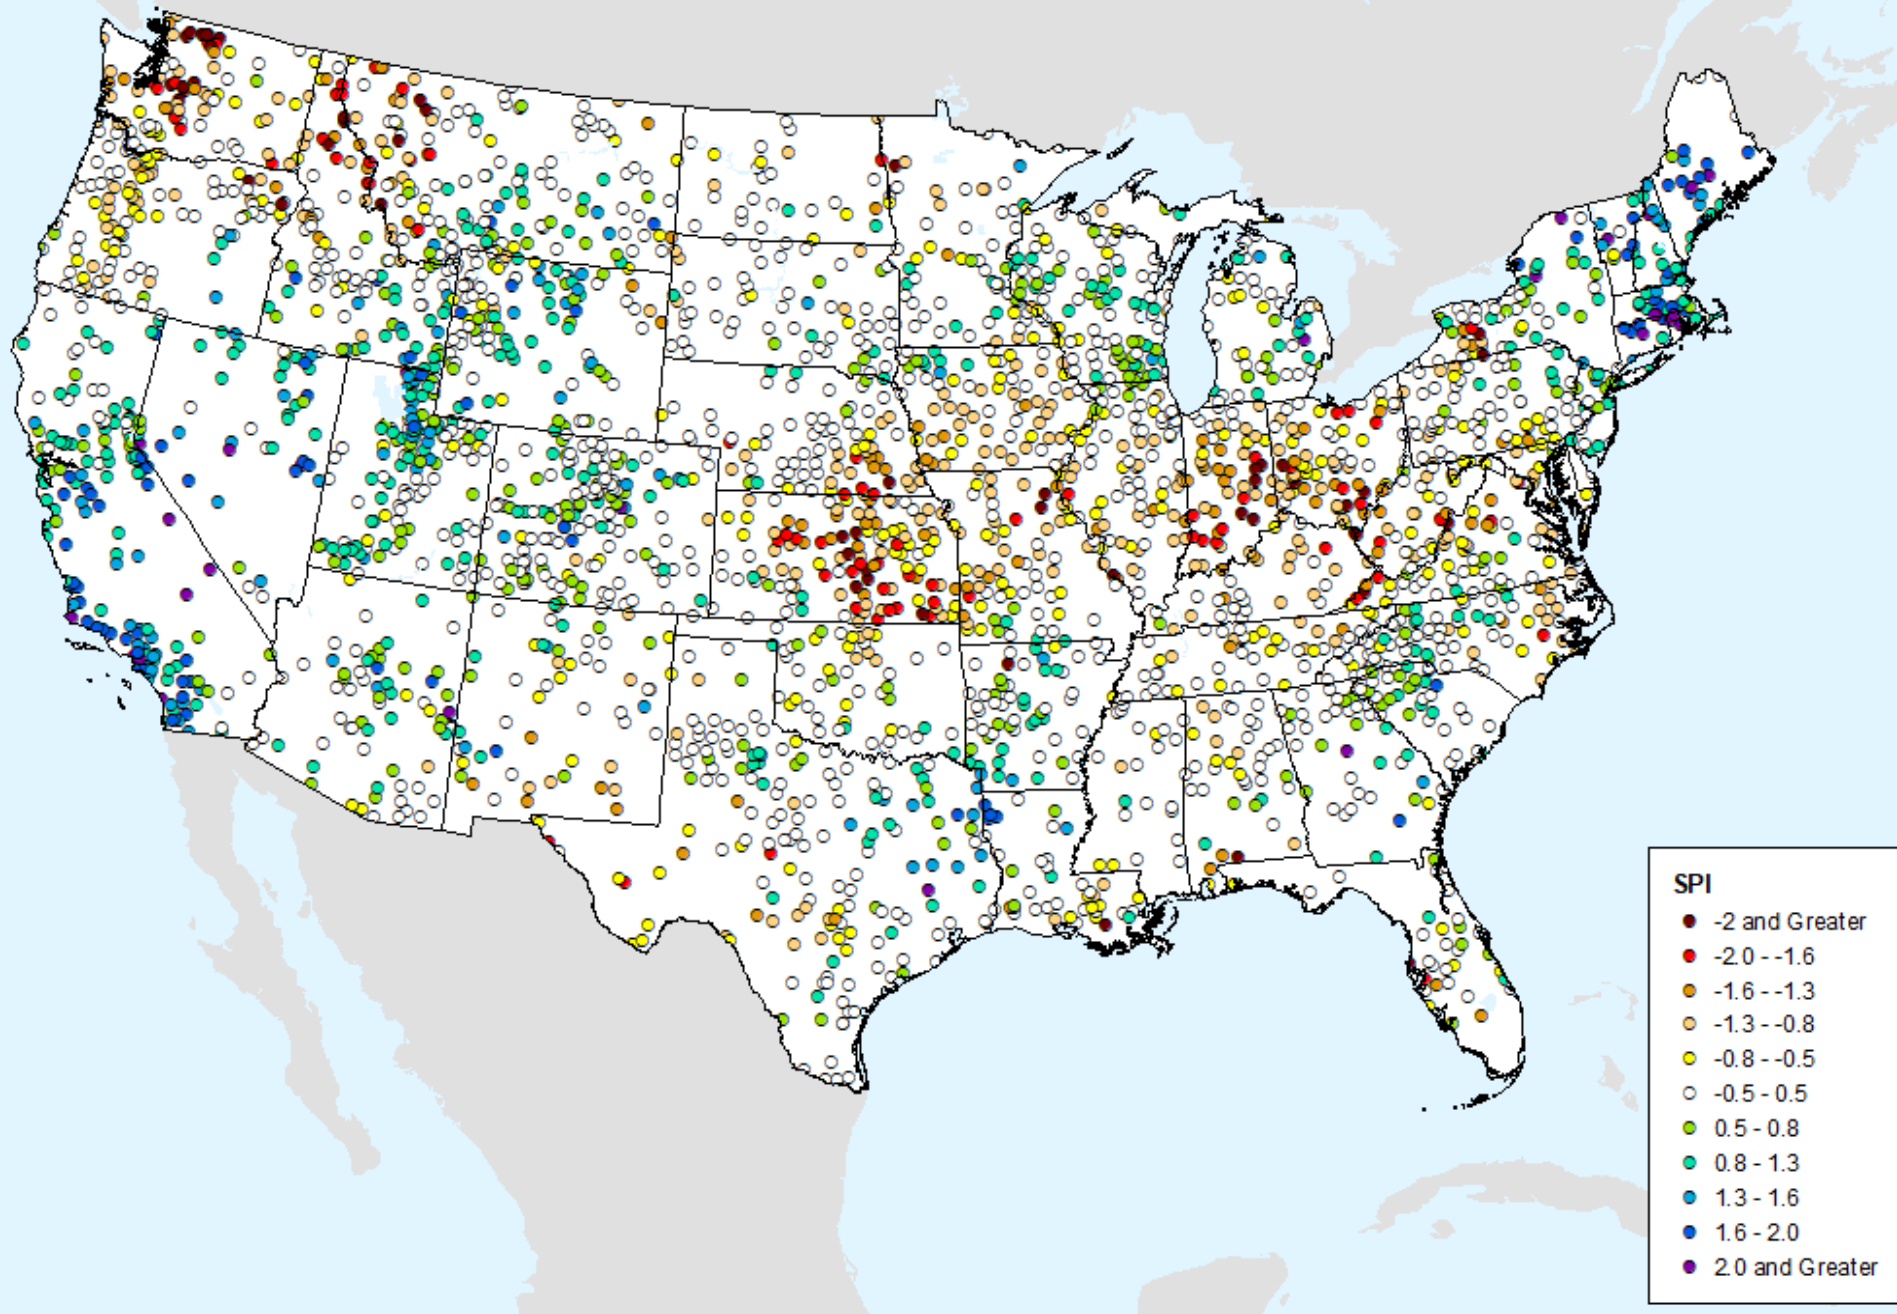 SPI
-2 and Greater
-2.0 - -1.6
-1.6 - -1.3
-1.3 - -0.8
-0.8 - -0.5
-0.5 - 0.5
0.5 - 0.8
0.8 - 1.3
1.3 - 1.6
1.6 - 2.0
2.0 and Greater